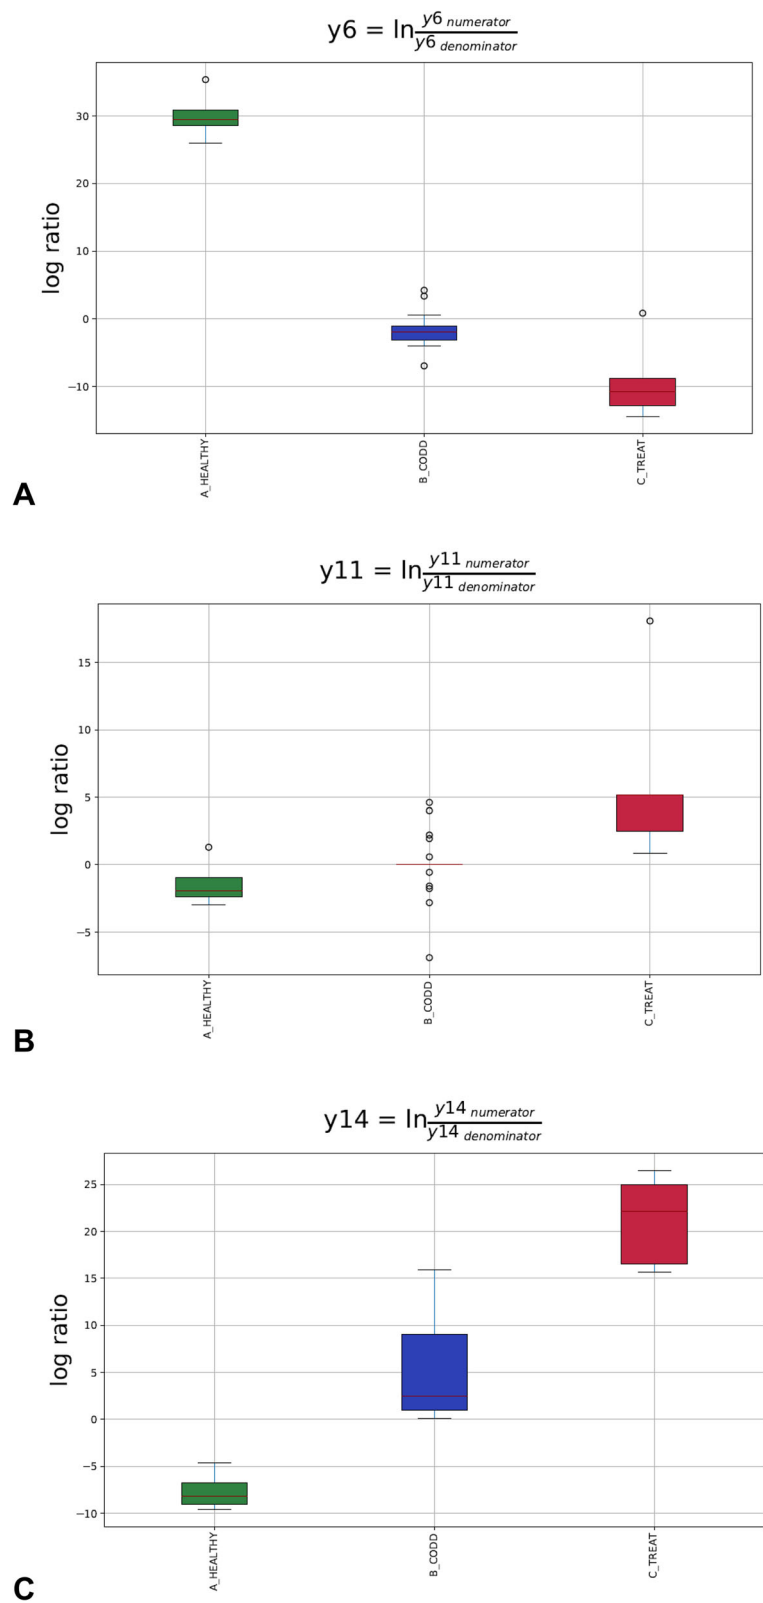 y6 = ln y6 numerator
y6 denominator
30
20
10
0
−10
log ratio
A_HEALTHY
B_CODD
C_TREAT
A
y11 = ln y11 numerator
y11 denominator
15
10
5
0
−5
log ratio
A_HEALTHY
B_CODD
C_TREAT
B
y14 = ln y14 numerator
y14 denominator
25
20
15
10
5
0
−5
−10
log ratio
A_HEALTHY
B_CODD
C_TREAT
C